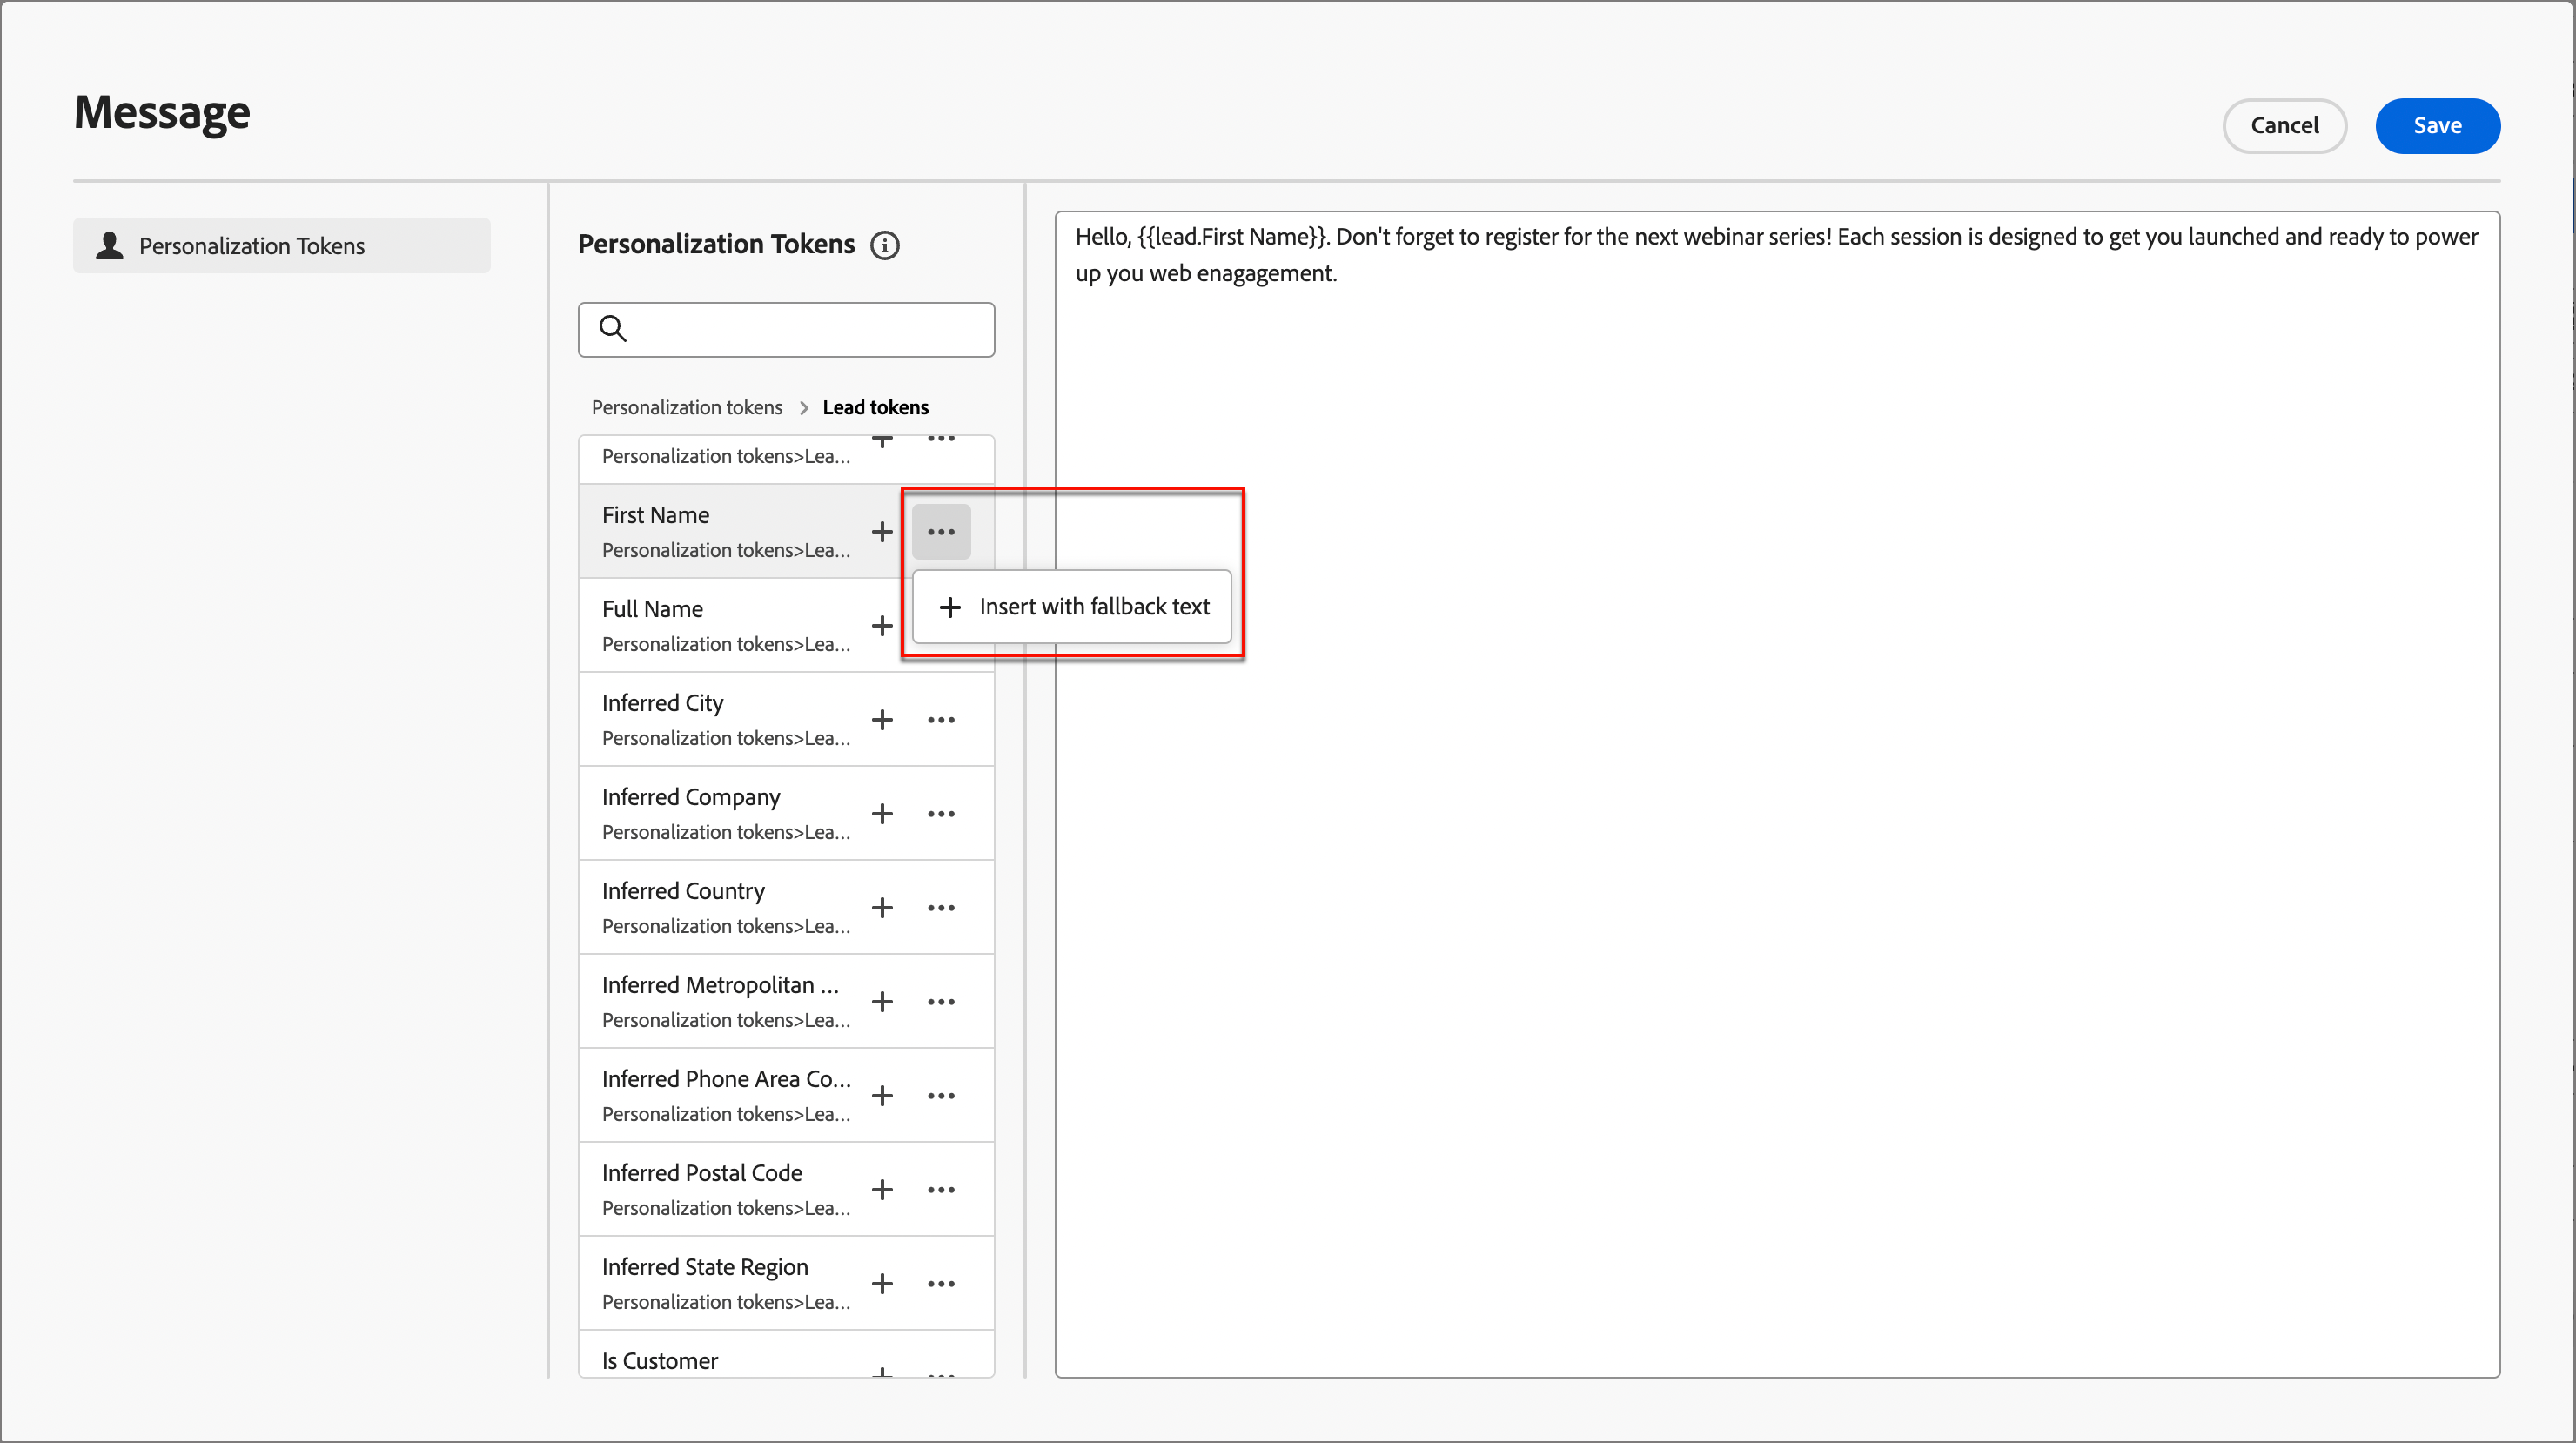 Message
Cancel
Save
Personalization Tokens
Personalization Tokens
Personalization tokens > Lead tokens
Personalization tokens>Lea...
First Name
Personalization tokens>Lea...
Insert with fallback text
Full Name
Personalization tokens>Lea...
Inferred City
Personalization tokens>Lea...
Inferred Company
Personalization tokens>Lea...
Inferred Country
Personalization tokens>Lea...
Inferred Metropolitan ...
Personalization tokens>Lea...
Inferred Phone Area Co...
Personalization tokens>Lea...
Inferred Postal Code
Personalization tokens>Lea...
Inferred State Region
Personalization tokens>Lea...
Is Customer
Hello, {{lead.First Name}}. Don't forget to register for the next webinar series! Each session is designed to get you launched and ready to power
up you web enagagement.